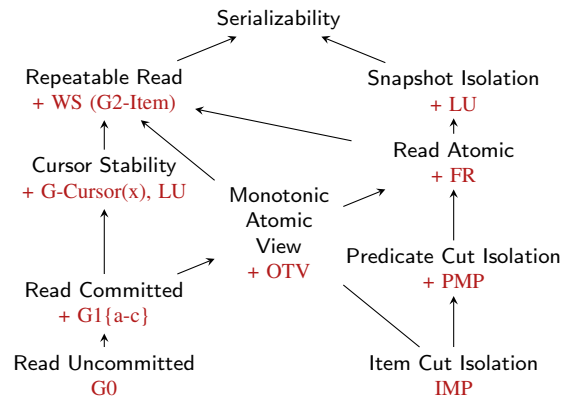 Serializability
Repeatable Read
+ WS (G2-Item)
Snapshot Isolation
+ LU
Cursor Stability
+ G-Cursor(x), LU
Read Atomic
+ FR
Monotonic
Atomic
View
+ OTV
Predicate Cut Isolation
+ PMP
Read Committed
+ G1{a-c}
Read Uncommitted
G0
Item Cut Isolation
IMP